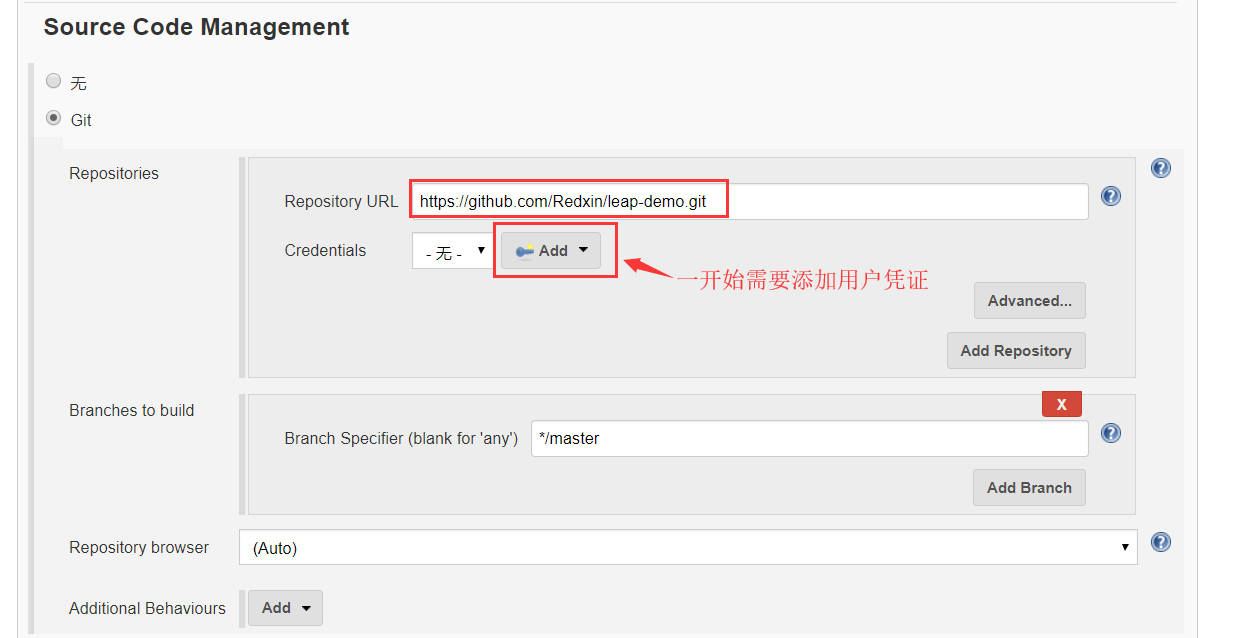 Source Code Management
无
Git
Repositories
Repository URL https://github.com/Redxin/leap-demo.git
Credentials - 无 - Add
一开始需要添加用户凭证
Advanced...
Add Repository
Branches to build
X
Branch Specifier (blank for 'any') */master
Add Branch
Repository browser (Auto)
Additional Behaviours Add